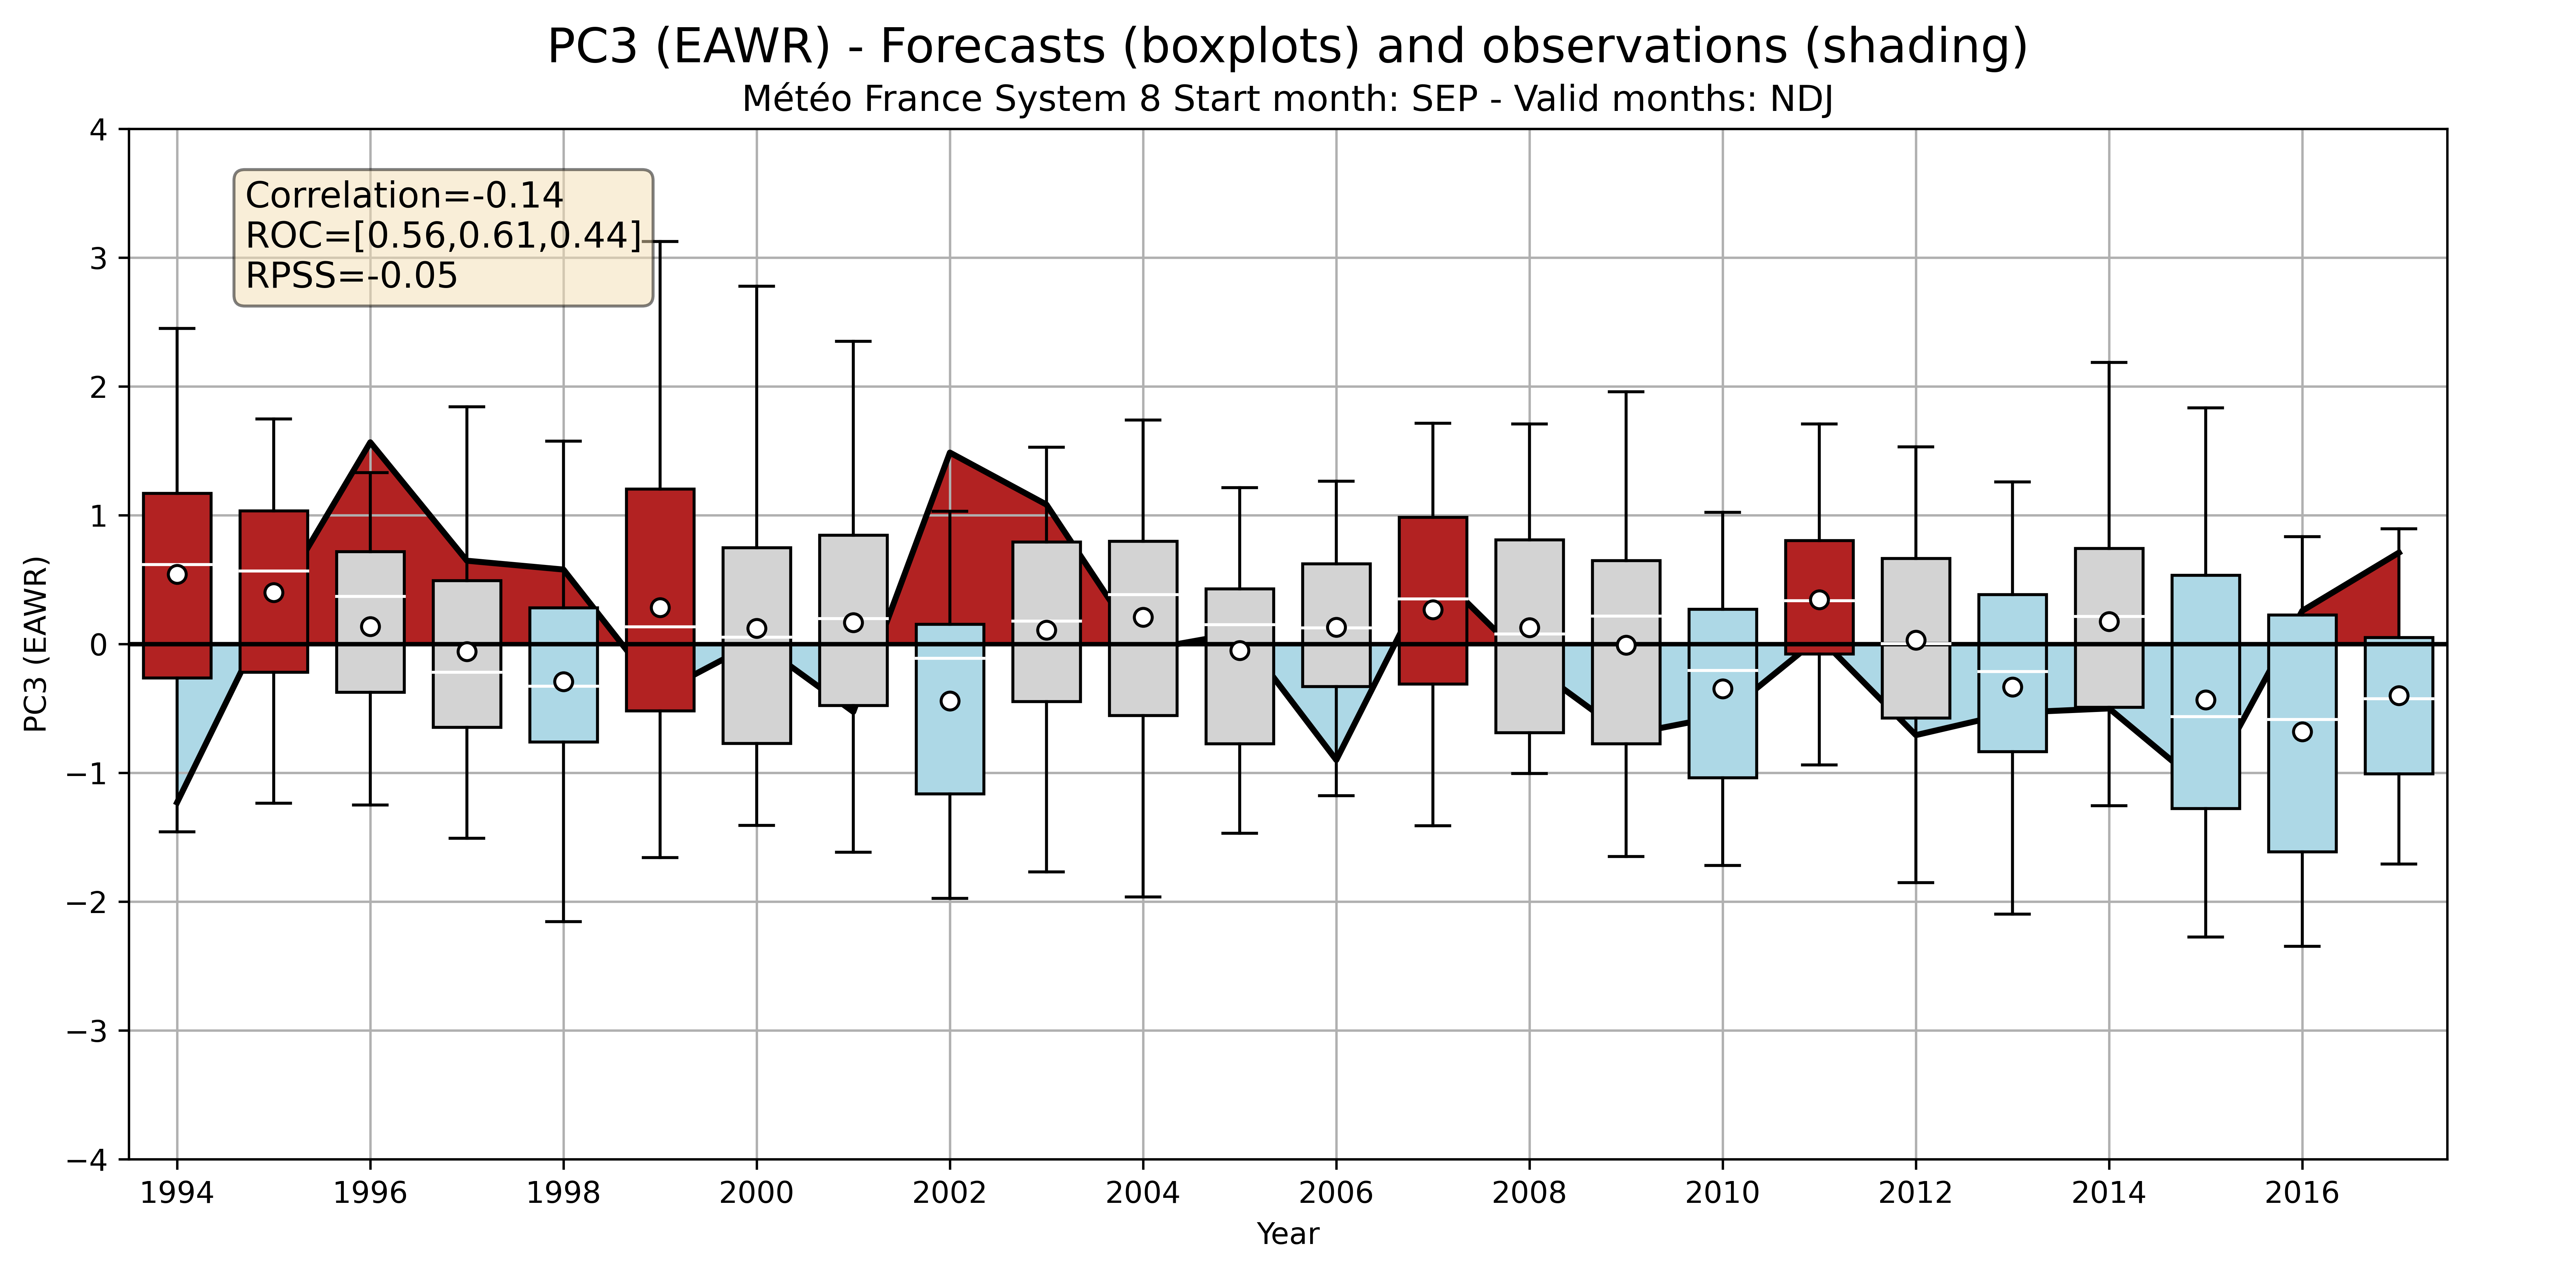 PC3 (EAWR) - Forecasts (boxplots) and observations (shading)
Météo France System 8 Start month: SEP - Valid months: NDJ
Correlation=-0.14
ROC=[0.56,0.61,0.44]
RPSS=-0.05
PC3 (EAWR)
4
3
2
1
0
−1
−2
−3
−4
1994 1996 1998 2000 2002 2004 2006 2008 2010 2012 2014 2016
Year